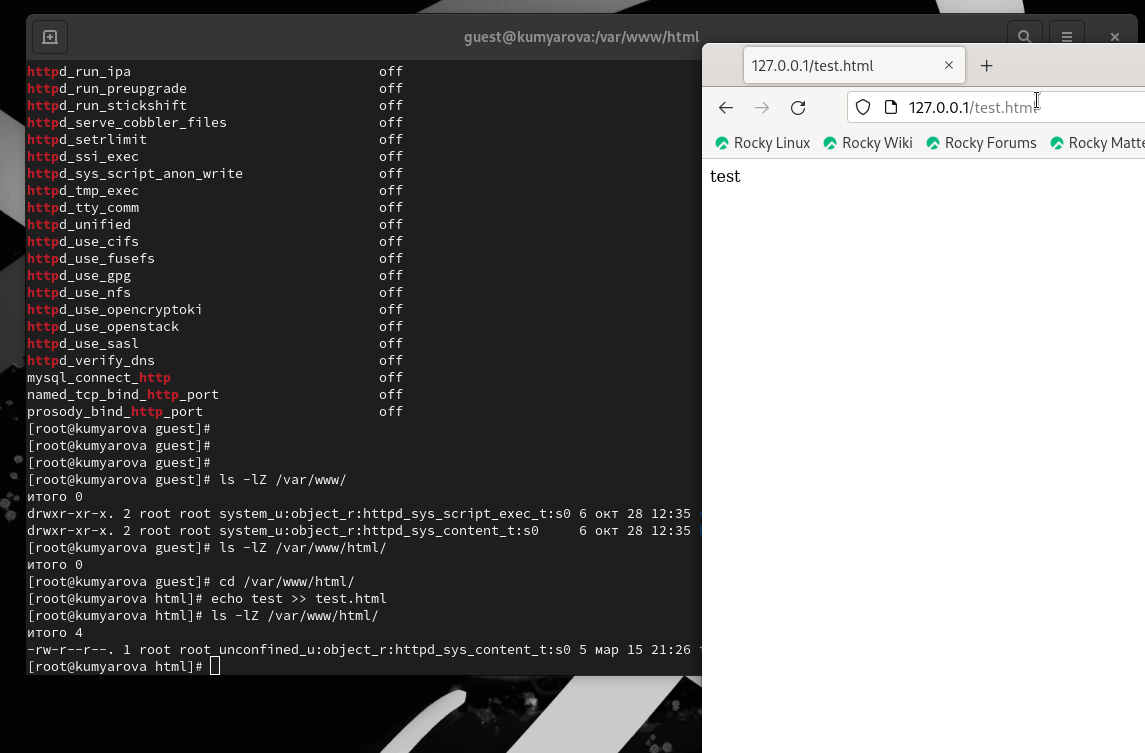 guest@kumyarova:/var/www/html
httpd_run_ipa off
httpd_run_preupgrade off
httpd_run_stickshift off
httpd_serve_cobbler_files off
httpd_setrlimit off
httpd_ssi_exec off
httpd_sys_script_anon_write off
httpd_tmp_exec off
httpd_tty_comm off
httpd_unified off
httpd_use_cifs off
httpd_use_fusefs off
httpd_use_gpg off
httpd_use_nfs off
httpd_use_opencryptoki off
httpd_use_openstack off
httpd_use_sasl off
httpd_verify_dns off
mysql_connect_http off
named_tcp_bind_http_port off
prosody_bind_http_port off
[root@kumyarova guest]#
[root@kumyarova guest]#
[root@kumyarova guest]#
[root@kumyarova guest]# ls -lZ /var/www/
итого 0
drwxr-xr-x. 2 root root system_u:object_r:httpd_sys_script_exec_t:s0 6 окт 28 12:35
drwxr-xr-x. 2 root root system_u:object_r:httpd_sys_content_t:s0 6 окт 28 12:35
[root@kumyarova guest]# ls -lZ /var/www/html/
итого 0
[root@kumyarova guest]# cd /var/www/html/
[root@kumyarova html]# echo test >> test.html
[root@kumyarova html]# ls -lZ /var/www/html/
итого 4
-rw-r--r--. 1 root root unconfined_u:object_r:httpd_sys_content_t:s0 5 мар 15 21:26
[root@kumyarova html]#
127.0.0.1/test.html
127.0.0.1/test.html
Rocky Linux Rocky Wiki Rocky Forums Rocky Matte
test